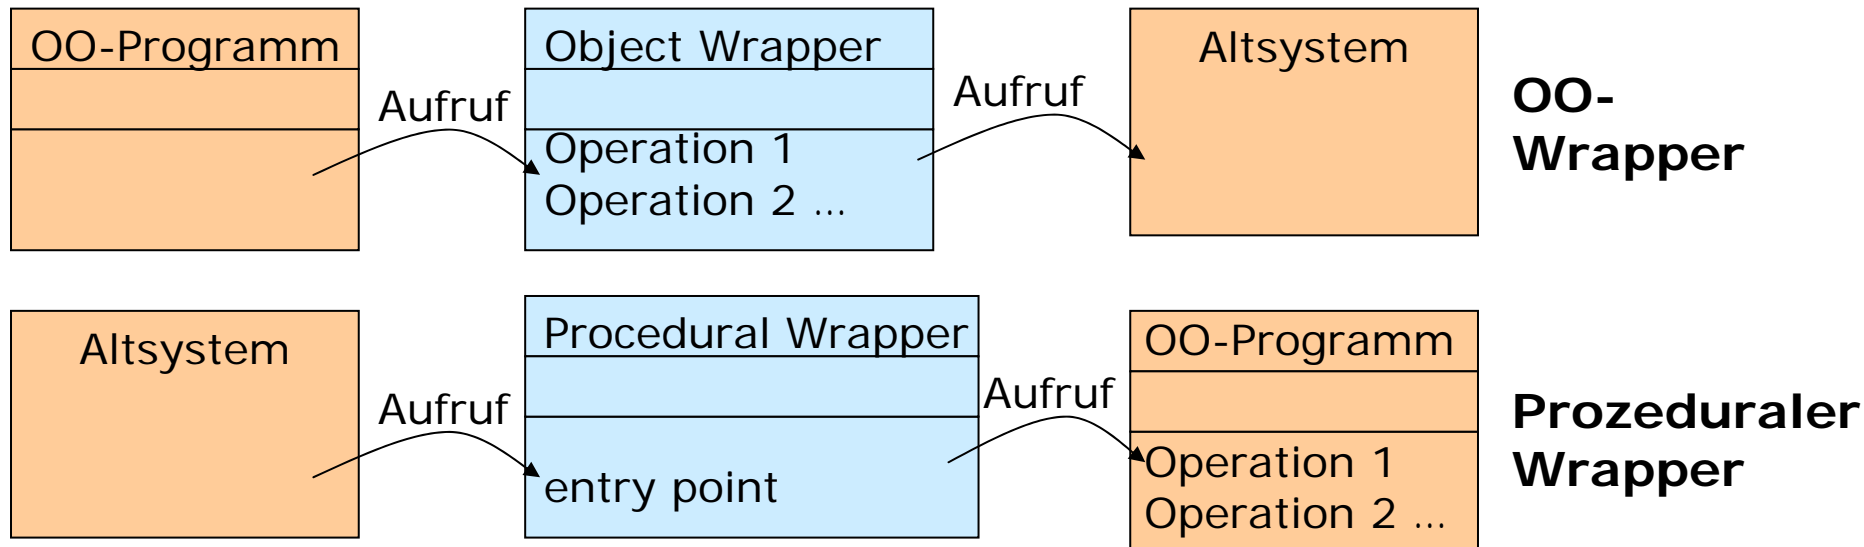 OO-Programm
Aufruf
Object Wrapper
Operation 1
Operation 2 ...
Aufruf
Altsystem
OO-
Wrapper
Altsystem
Aufruf
Procedural Wrapper
entry point
Aufruf
OO-Programm
Operation 1
Operation 2 ...
Prozeduraler
Wrapper